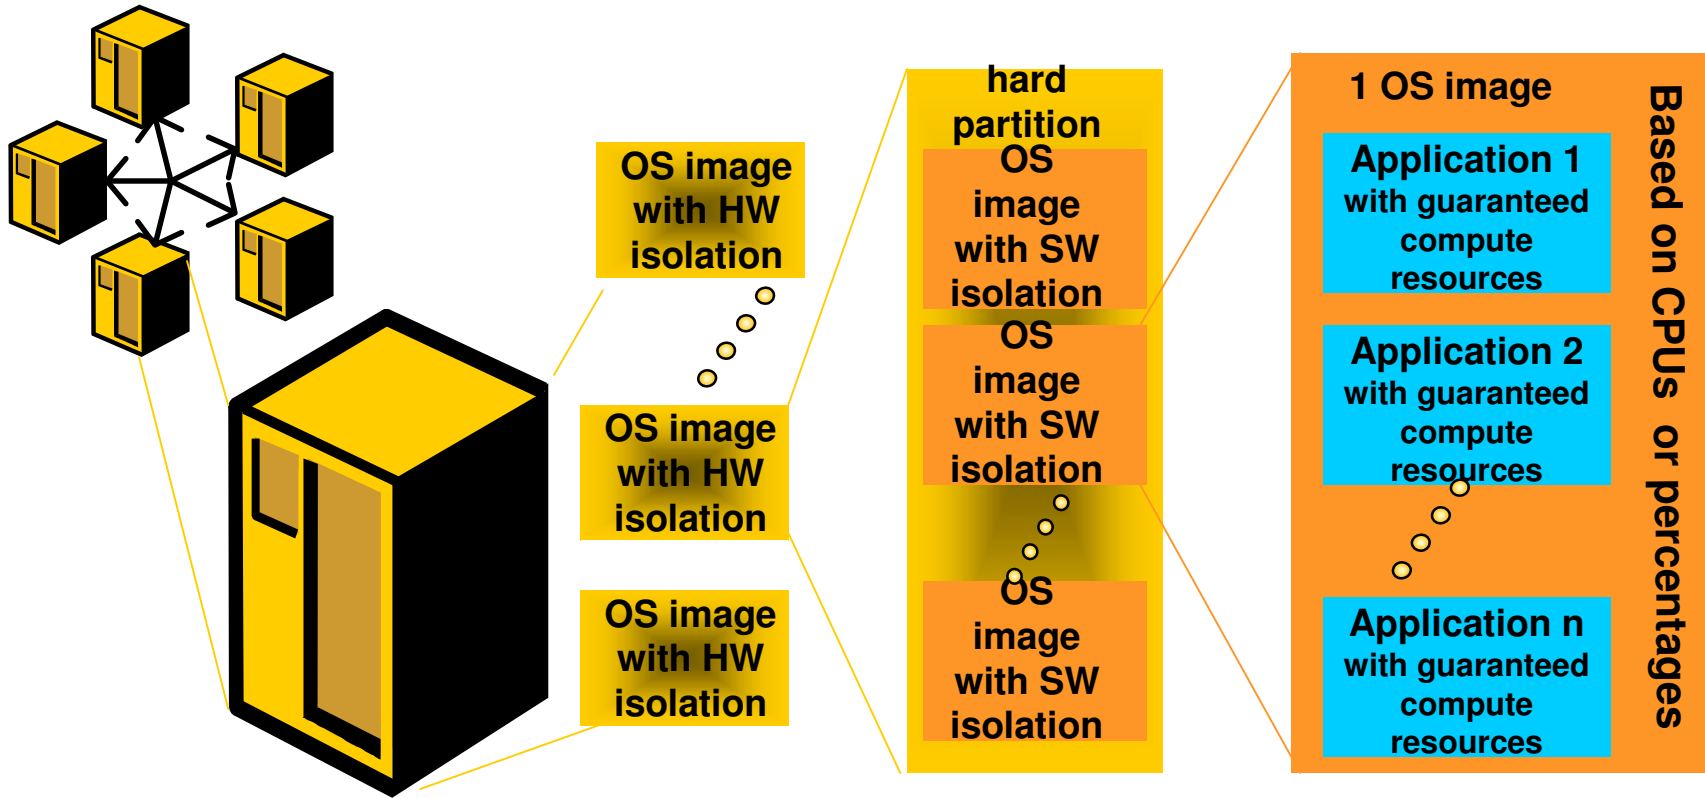 OS image
with HW
isolation
OS image
with HW
isolation
OS image
with HW
isolation
hard
partition
OS
image
with SW
isolation
OS
image
with SW
isolation
OS
image
with SW
isolation
1 OS image
Application 1
with guaranteed
compute
resources
Application 2
with guaranteed
compute
resources
Application n
with guaranteed
compute
resources
Based on CPUs or percentages